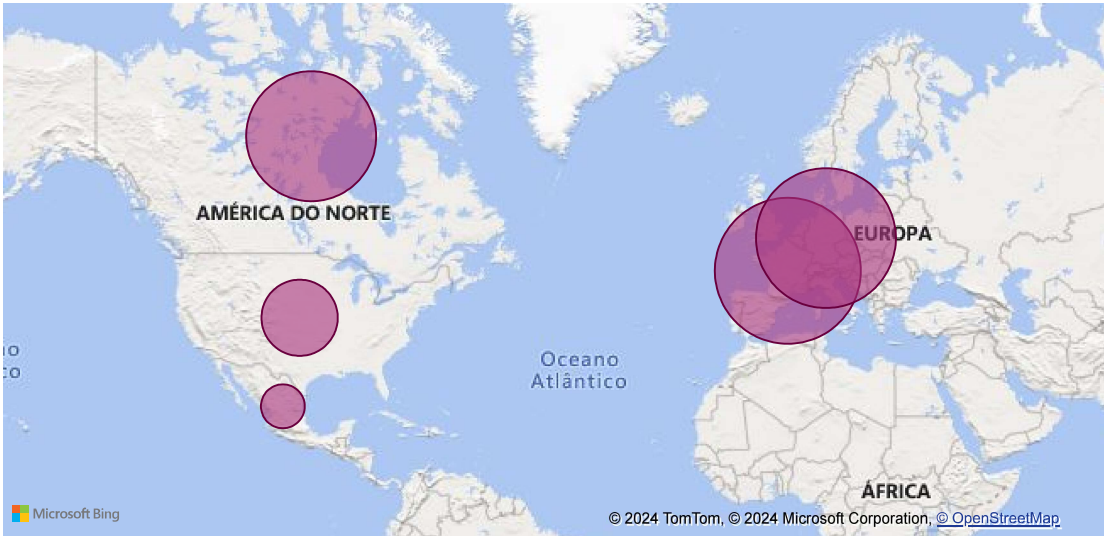 AMÉRICA DO NORTE
EUROPA
Oceano
Atlântico
ÁFRICA
Microsoft Bing
© 2024 TomTom, © 2024 Microsoft Corporation, © OpenStreetMap